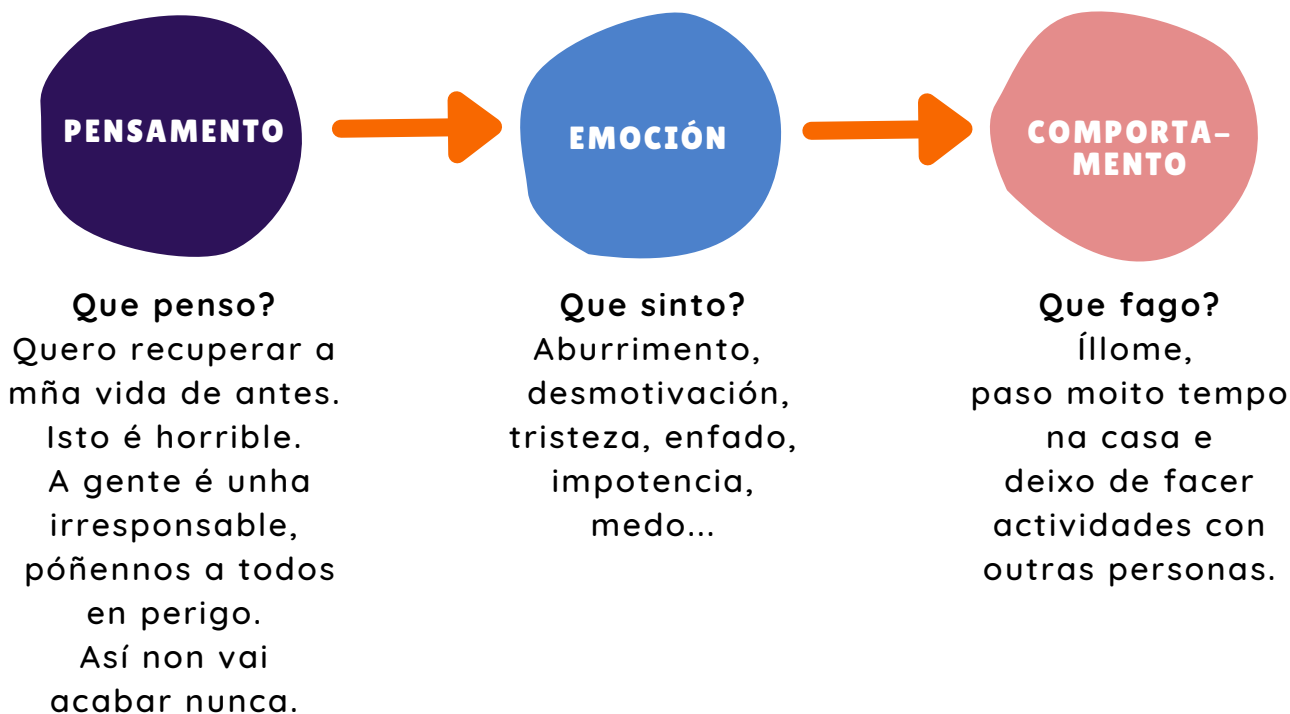 PENSAMENTO
EMOCIÓN
COMPORTA-
MENTO
Que penso?
Quero recuperar a
mña vida de antes.
Isto é horrible.
A gente é unha
irresponsable,
póñennos a todos
en perigo.
Así non vai
acabar nunca.
Que sinto?
Aburrimento,
desmotivación,
tristeza, enfado,
impotencia,
medo...
Que fago?
Íllome,
paso moito tempo
na casa e
deixo de facer
actividades con
outras personas.